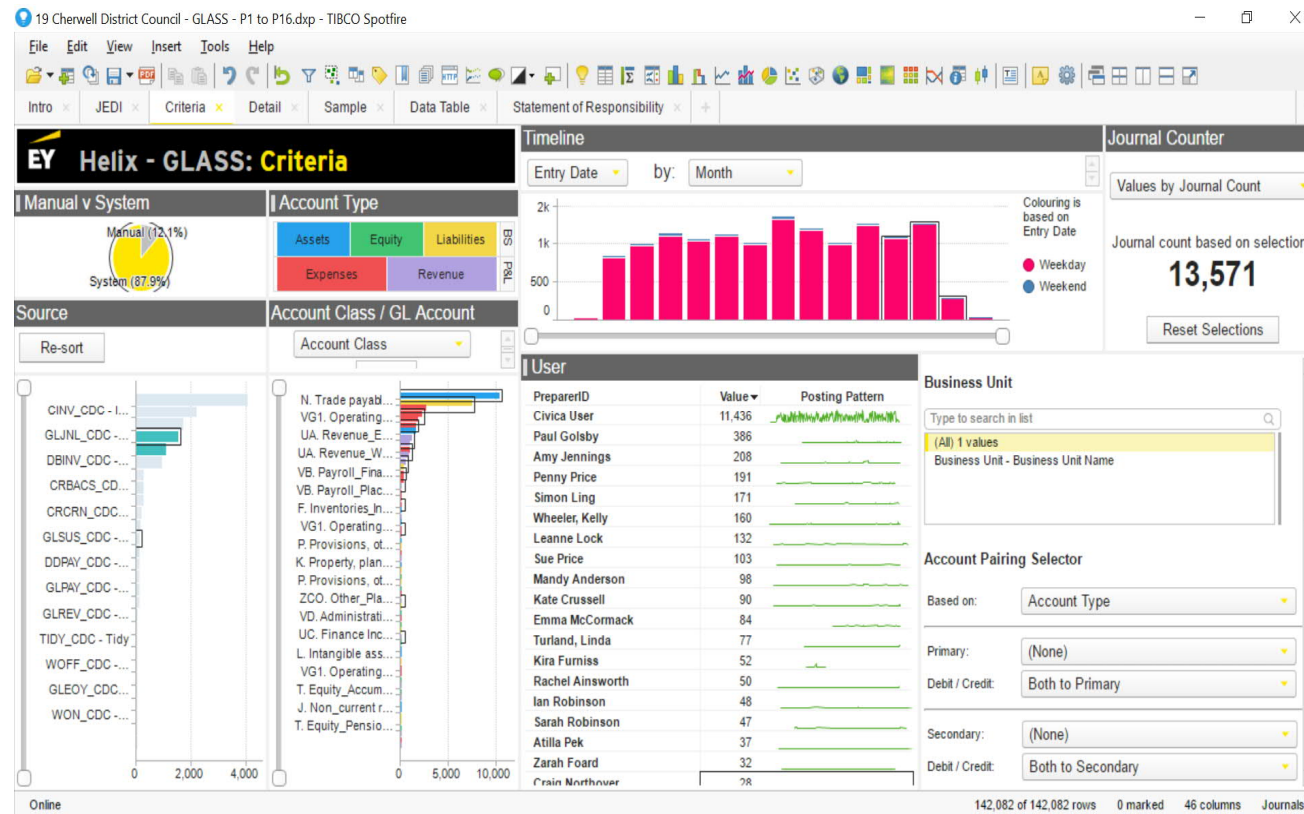 19 Cherwell District Council - GLASS - P1 to P16.dxp - TIBCO Spotfire
File Edit View Insert Tools Help
Intro JEDI Criteria Detail Sample Data Table Statement of Responsibility
EY Helix - GLASS: Criteria
Manual v System
Manual (12.1%)
System (87.9%)
Account Type
Assets Equity Liabilities BS
Expenses Revenue P&L
Source
Re-sort
CINV_CDC - I...
GLJNL_CDC -...
DBINV_CDC -...
CRBACS_CD...
CRCRN_CDC...
GLSUS_CDC -...
DDPAY_CDC -...
GLPAY_CDC -...
GLREV_CDC -...
TIDY_CDC - Tidy
WOFF_CDC -...
GLEOY_CDC...
WON_CDC -...
0 2,000 4,000
Account Class / GL Account
Account Class
N. Trade payabl...
VG1. Operating...
UA. Revenue_E...
UA. Revenue_W...
VB. Payroll_Fina...
VB. Payroll_Plac...
F. Inventories_In...
VG1. Operating...
P. Provisions, ot...
K. Property, plan...
P. Provisions, ot...
ZCO. Other_Pla...
VD. Administrati...
UC. Finance Inc...
L. Intangible ass...
VG1. Operating...
T. Equity_Accum...
J. Non_current r...
T. Equity_Pensio...
0 5,000 10,000
Timeline
Entry Date by: Month
2k
1k
500
0
Colouring is
based on
Entry Date
Weekday
Weekend
Journal Counter
Values by Journal Count
Journal count based on selection
13,571
Reset Selections
User
PreparerID Value Posting Pattern
Civica User 11,436
Paul Golsby 386
Amy Jennings 208
Penny Price 191
Simon Ling 171
Wheeler, Kelly 160
Leanne Lock 132
Sue Price 103
Mandy Anderson 98
Kate Crussell 90
Emma McCormack 84
Turland, Linda 77
Kira Furniss 52
Rachel Ainsworth 50
Ian Robinson 48
Sarah Robinson 47
Atilla Pek 37
Zarah Foard 32
Craig Northover 28
Business Unit
Type to search in list
(All) 1 values
Business Unit - Business Unit Name
Account Pairing Selector
Based on: Account Type
Primary: (None)
Debit / Credit: Both to Primary
Secondary: (None)
Debit / Credit: Both to Secondary
Online 142,082 of 142,082 rows 0 marked 46 columns Journals